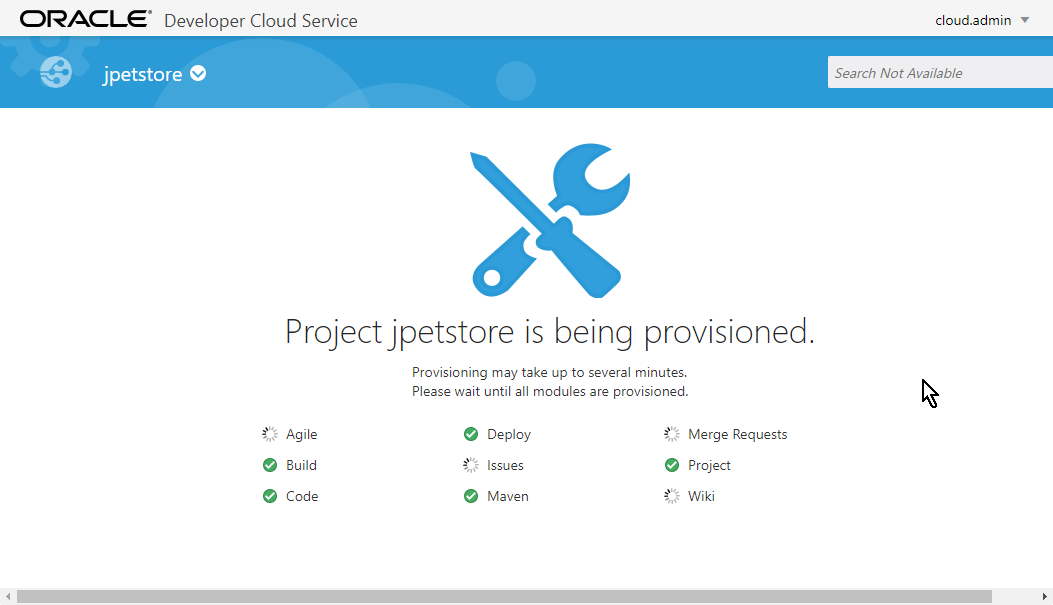 ORACLE® Developer Cloud Service
cloud.admin
jpetstore
Search Not Available
Project jpetstore is being provisioned.
Provisioning may take up to several minutes.
Please wait until all modules are provisioned.
Agile
Deploy
Merge Requests
Build
Issues
Project
Code
Maven
Wiki